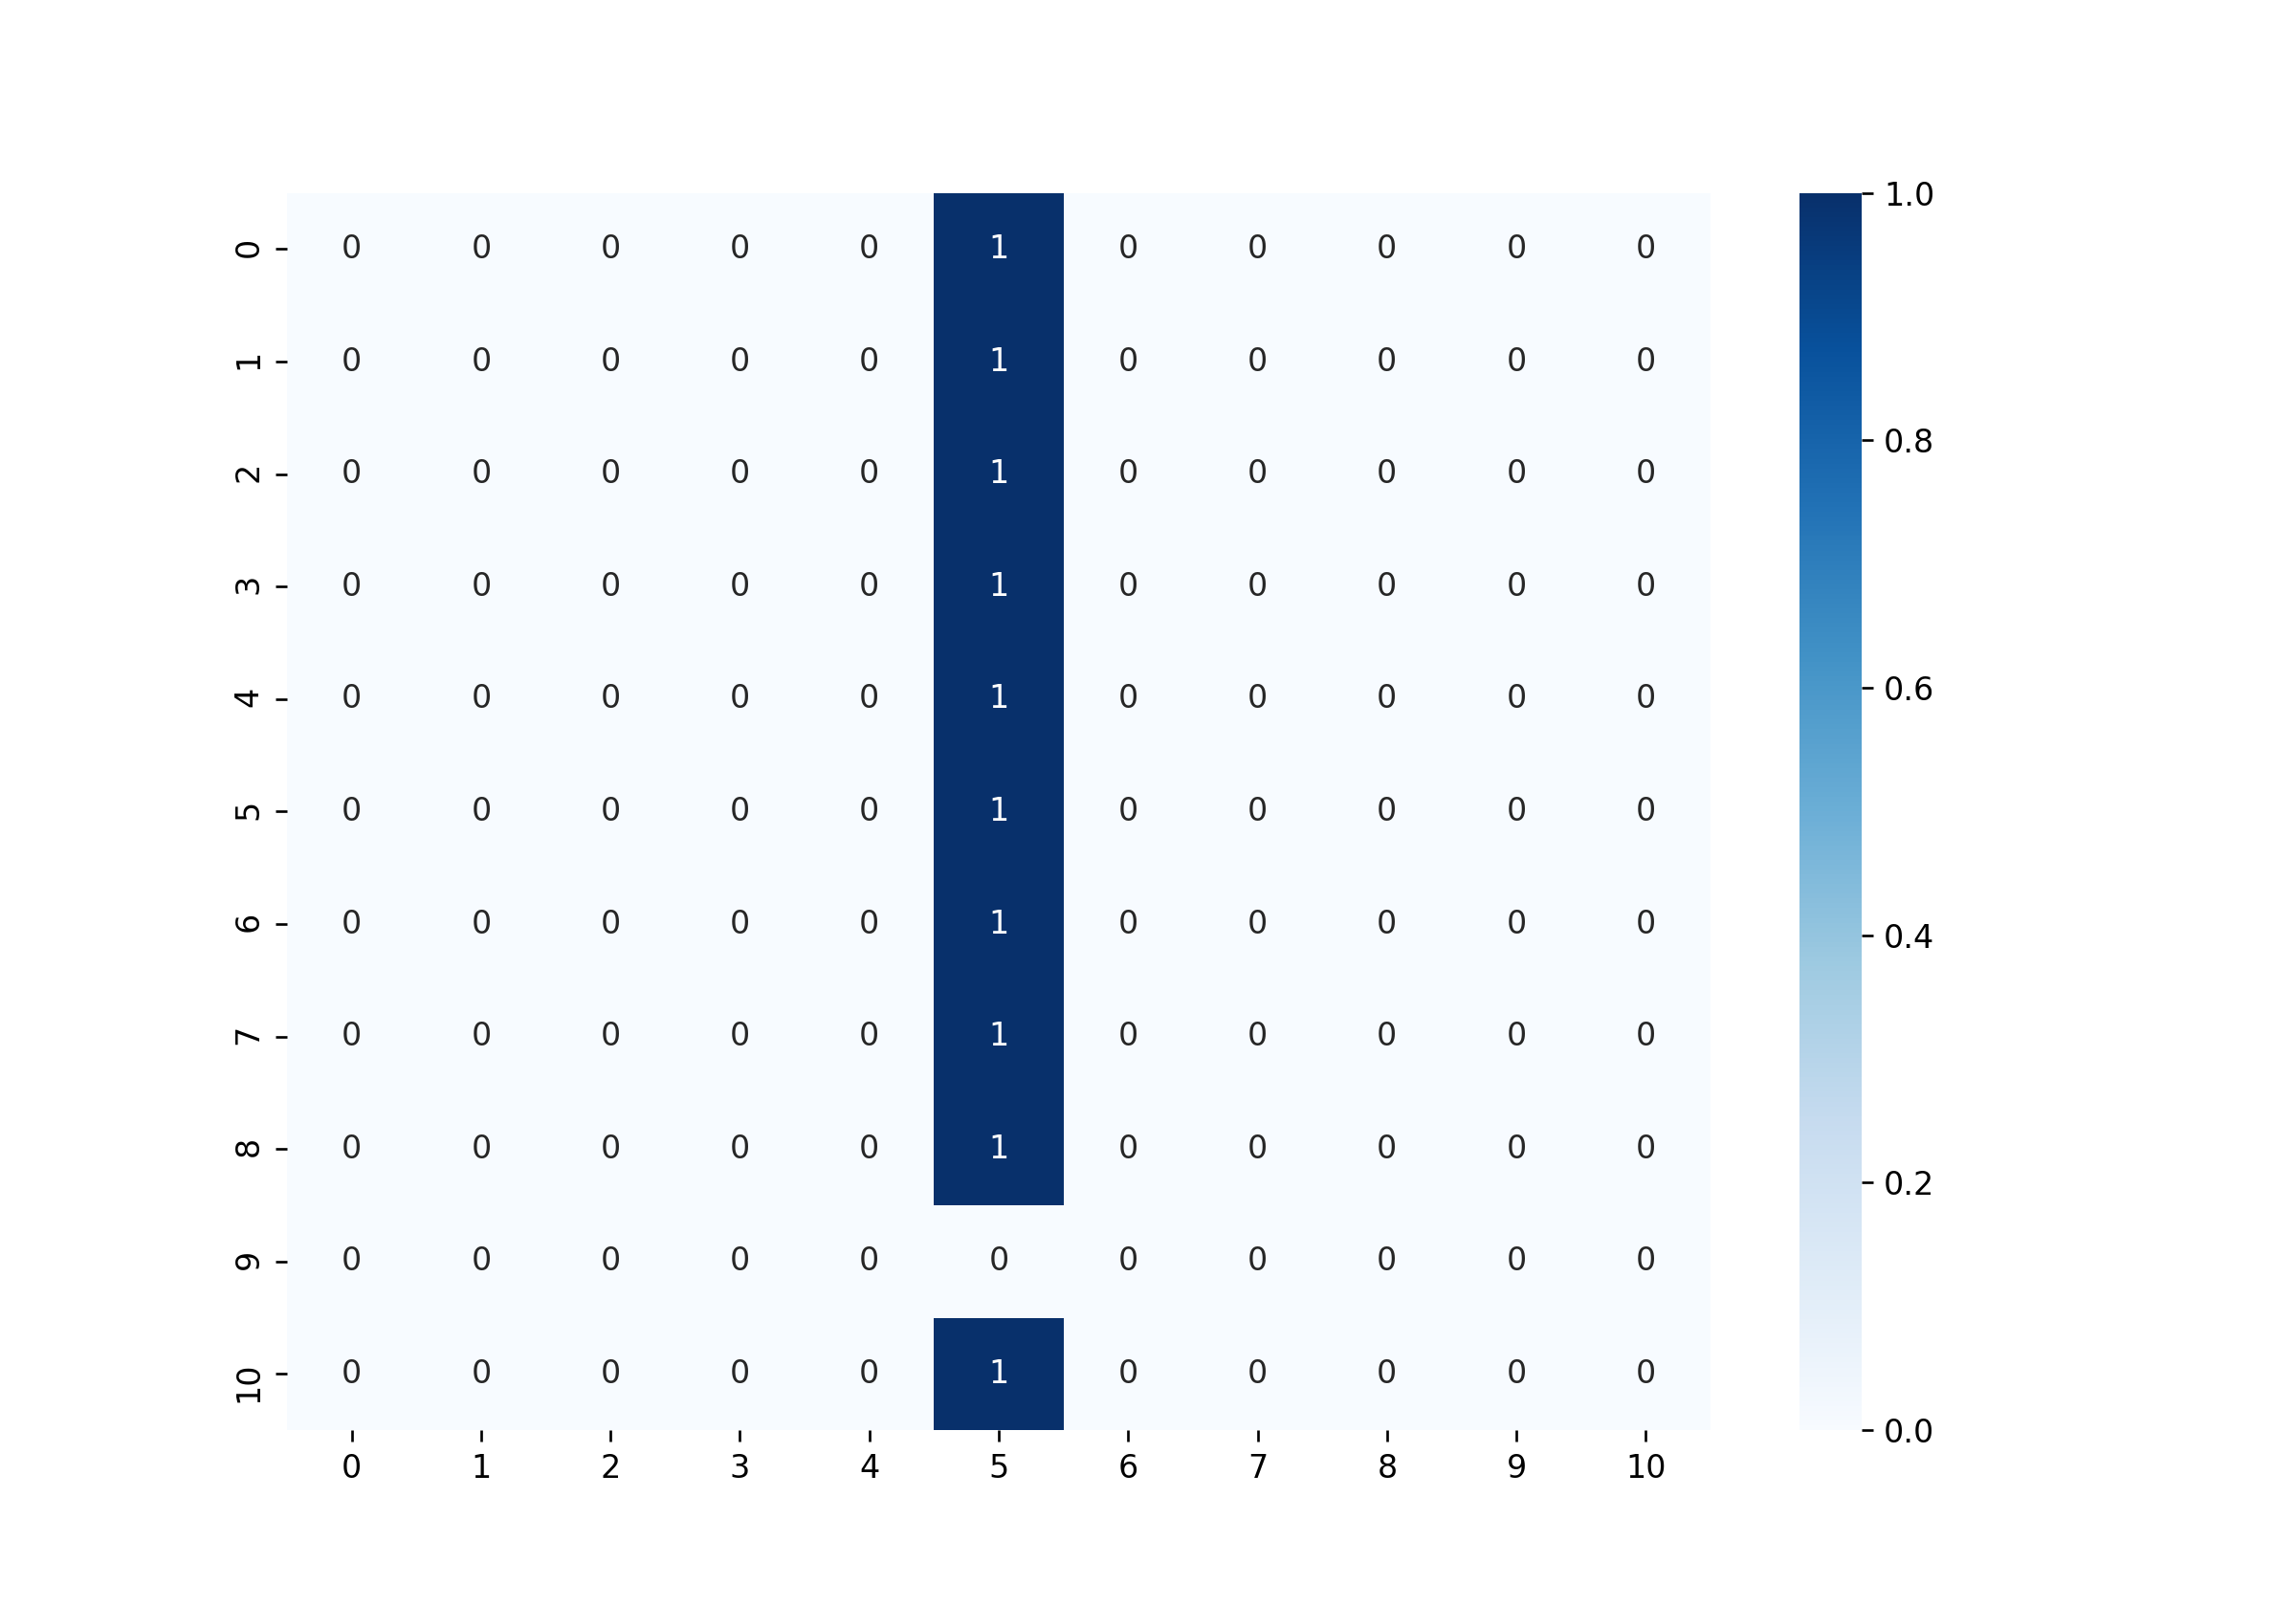 0 0 0 0 0 0 1 0 0 0 0 0
1 0 0 0 0 0 1 0 0 0 0 0
2 0 0 0 0 0 1 0 0 0 0 0
3 0 0 0 0 0 1 0 0 0 0 0
4 0 0 0 0 0 1 0 0 0 0 0
5 0 0 0 0 0 1 0 0 0 0 0
6 0 0 0 0 0 1 0 0 0 0 0
7 0 0 0 0 0 1 0 0 0 0 0
8 0 0 0 0 0 1 0 0 0 0 0
9 0 0 0 0 0 0 0 0 0 0 0
10 0 0 0 0 0 1 0 0 0 0 0
0 1 2 3 4 5 6 7 8 9 10
1.0
0.8
0.6
0.4
0.2
0.0